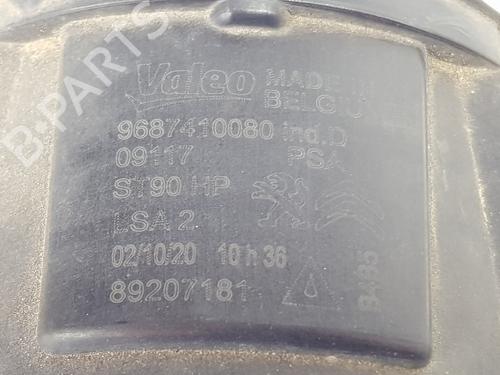 B-PARTS
Valeo MADE IN
BELGIU
9687410080 Ind.D
09117 PSA
ST90 HP
LSA 2
02/10/20 10 h 36
89207181
B485